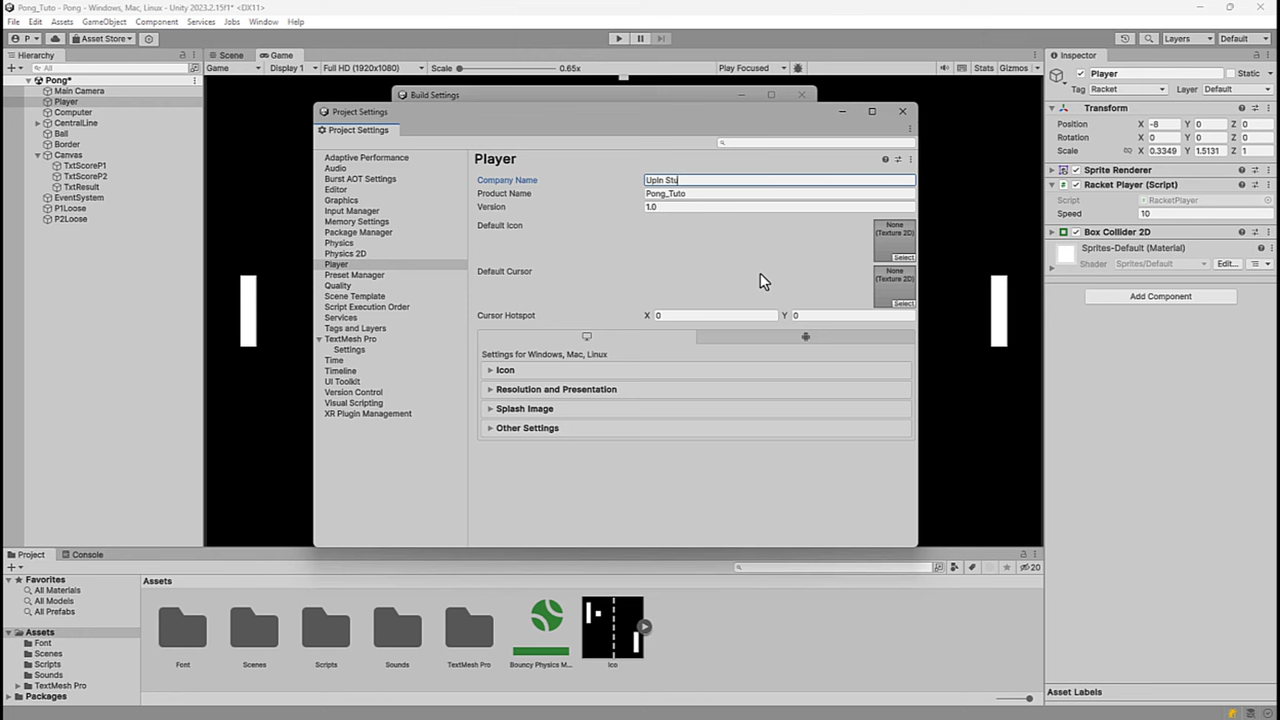 Pong_Tuto - Pong - Windows, Mac, Linux - Unity 2023.2.15f1* <DX11>
File Edit Assets GameObject Component Services Jobs Window Help
P Asset Store Layers Default
Hierarchy
All
Pong*
Main Camera
Player
Computer
CentralLine
Ball
Border
Canvas
TxtScoreP1
TxtScoreP2
TxtResult
EventSystem
P1Loose
P2Loose
Scene Game
Game Display 1 Full HD (1920x1080) Scale 0.65x Play Focused Stats Gizmos
Build Settings
Project Settings
Project Settings
Adaptive Performance
Audio
Burst AOT Settings
Editor
Graphics
Input Manager
Memory Settings
Package Manager
Physics
Physics 2D
Player
Preset Manager
Quality
Scene Template
Script Execution Order
Services
Tags and Layers
TextMesh Pro
Settings
Time
Timeline
UI Toolkit
Version Control
Visual Scripting
XR Plugin Management
Player
Company Name UpIn Stu
Product Name Pong_Tuto
Version 1.0
Default Icon None
(Texture 2D)
Select
Default Cursor None
(Texture 2D)
Select
Cursor Hotspot X 0 Y 0
Settings for Windows, Mac, Linux
Icon
Resolution and Presentation
Splash Image
Other Settings
Inspector
Player Static
Tag Racket Layer Default
Transform
Position X -8 Y 0 Z 0
Rotation X 0 Y 0 Z 0
Scale X 0.3349 Y 1.5131 Z 1
Sprite Renderer
Racket Player (Script)
Script RacketPlayer
Speed 10
Box Collider 2D
Sprites-Default (Material)
Shader Sprites/Default Edit...
Add Component
Asset Labels
Project Console
20
Favorites
All Materials
All Models
All Prefabs
Assets
Font
Scenes
Scripts
Sounds
TextMesh Pro
Packages
Assets
Font
Scenes
Scripts
Sounds
TextMesh Pro
Bouncy Physics M...
Ico